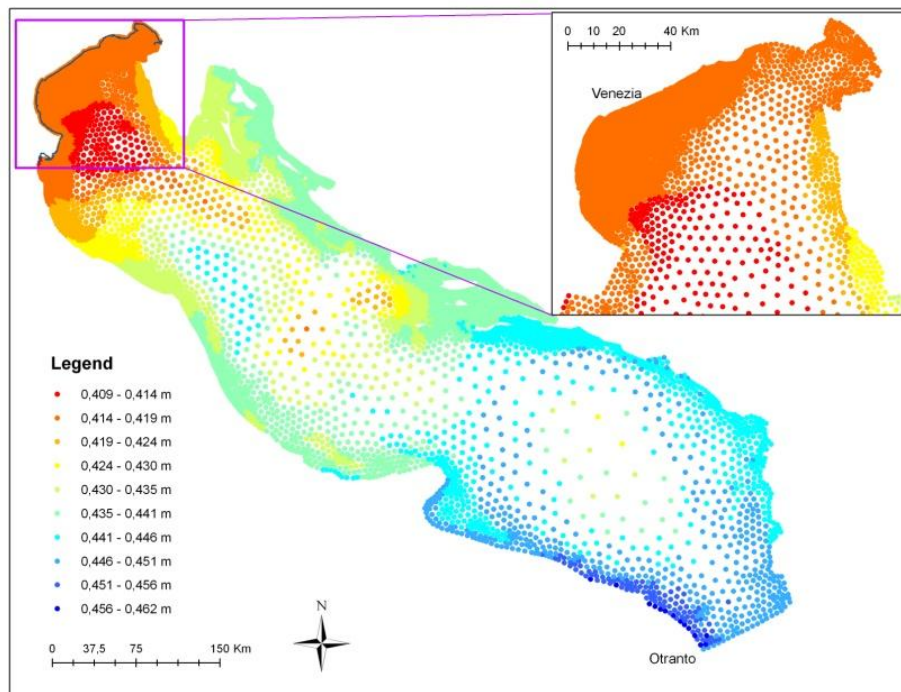 0 20 40 Km
Venezia
Legend
0,409 - 0,414 m
0,414 - 0,419 m
0,419 - 0,424 m
0,424 - 0,430 m
0,430 - 0,435 m
0,435 - 0,441 m
0,441 - 0,446 m
0,446 - 0,451 m
0,451 - 0,456 m
0,456 - 0,462 m
N
0 37,5 75 150 Km
Otranto